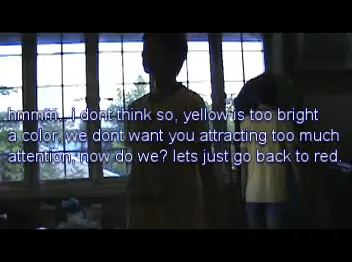 hmmm...i dont think so, yellow is too bright
a color, we dont want you attracting too much
attention, now do we? lets just go back to red.